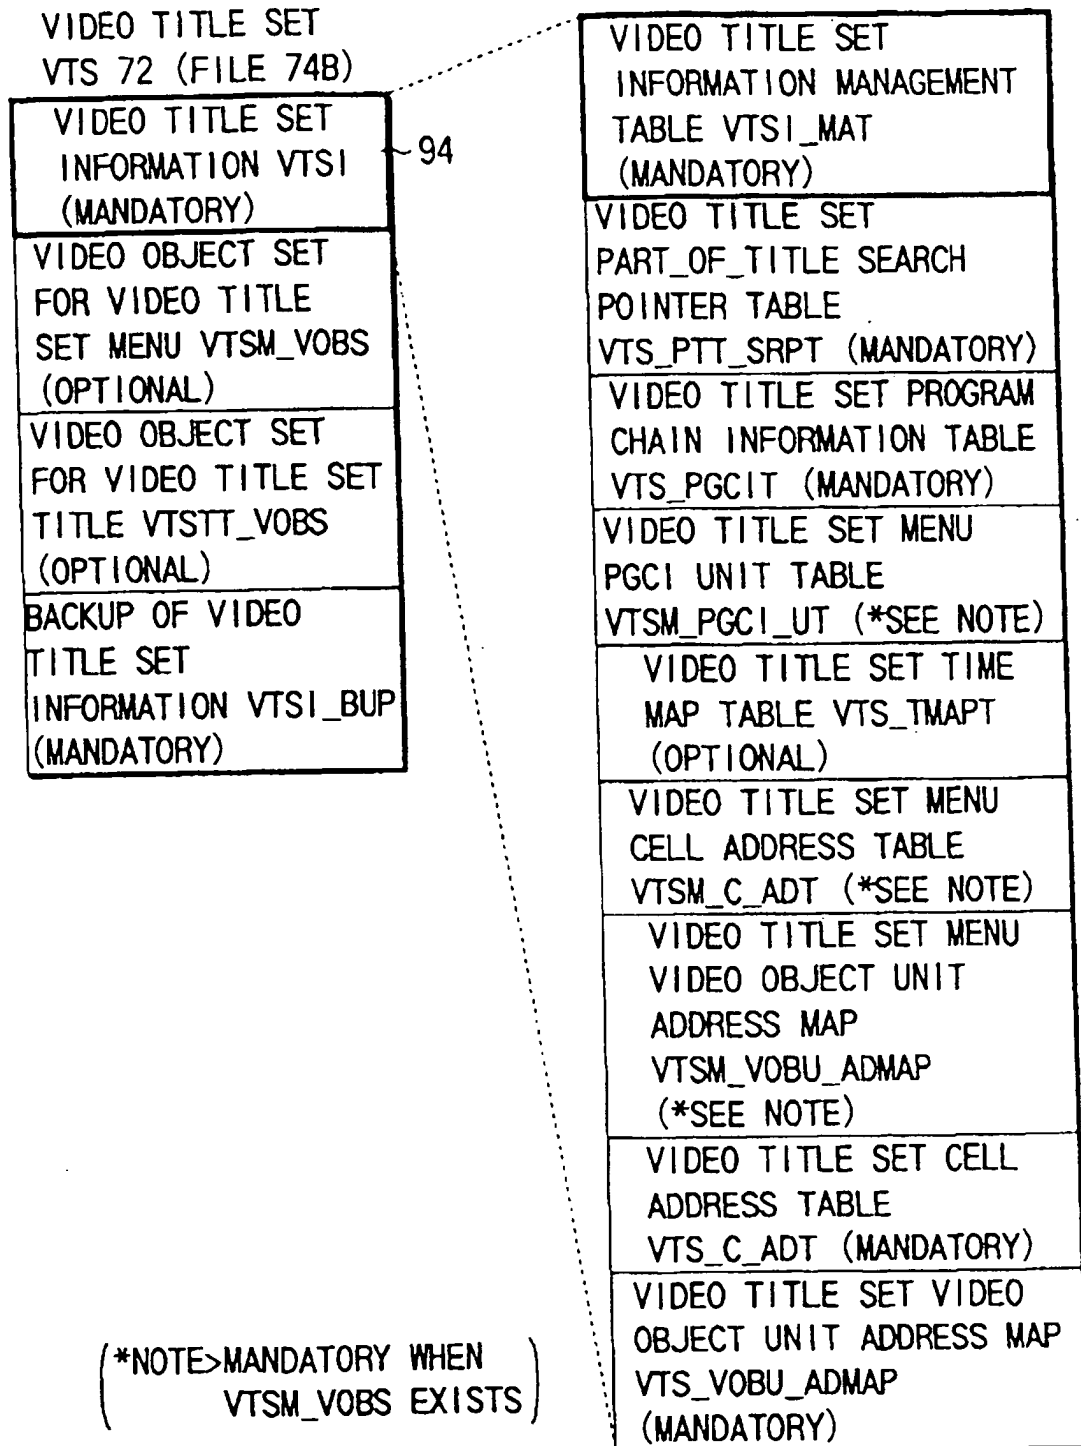 VIDEO TITLE SET
VTS 72 (FILE 74B)
VIDEO TITLE SET
INFORMATION VTSI
(MANDATORY)
94
VIDEO OBJECT SET
FOR VIDEO TITLE
SET MENU VTSM_VOBS
(OPTIONAL)
VIDEO OBJECT SET
FOR VIDEO TITLE SET
TITLE VTSTT_VOBS
(OPTIONAL)
BACKUP OF VIDEO
TITLE SET
INFORMATION VTSI_BUP
(MANDATORY)
VIDEO TITLE SET
INFORMATION MANAGEMENT
TABLE VTSI_MAT
(MANDATORY)
VIDEO TITLE SET
PART_OF_TITLE SEARCH
POINTER TABLE
VTS_PTT_SRPT (MANDATORY)
VIDEO TITLE SET PROGRAM
CHAIN INFORMATION TABLE
VTS_PGCIT (MANDATORY)
VIDEO TITLE SET MENU
PGCI UNIT TABLE
VTSM_PGCI_UT (*SEE NOTE)
VIDEO TITLE SET TIME
MAP TABLE VTS_TMAPT
(OPTIONAL)
VIDEO TITLE SET MENU
CELL ADDRESS TABLE
VTSM_C_ADT (*SEE NOTE)
VIDEO TITLE SET MENU
VIDEO OBJECT UNIT
ADDRESS MAP
VTSM_VOBU_ADMAP
(*SEE NOTE)
VIDEO TITLE SET CELL
ADDRESS TABLE
VTS_C_ADT (MANDATORY)
VIDEO TITLE SET VIDEO
OBJECT UNIT ADDRESS MAP
VTS_VOBU_ADMAP
(MANDATORY)
(*NOTE>MANDATORY WHEN
VTSM_VOBS EXISTS)